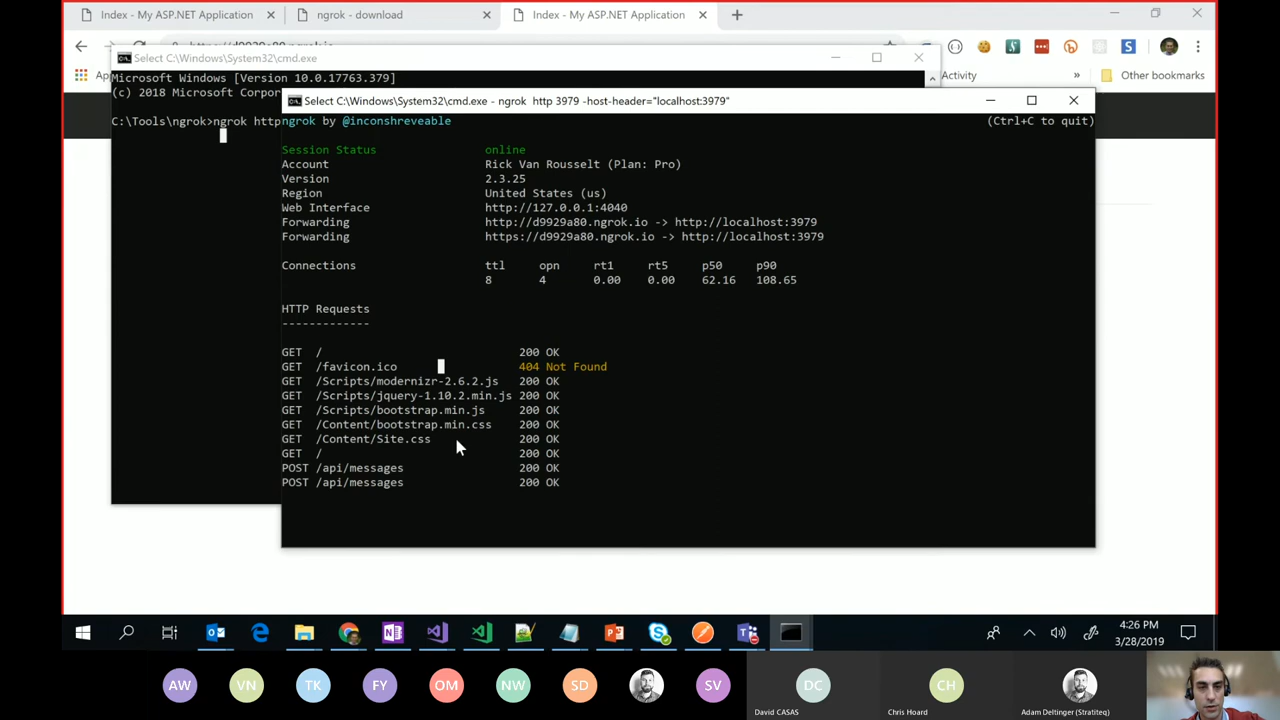 Index - My ASP.NET Application
ngrok - download
Index - My ASP.NET Application
Select C:\Windows\System32\cmd.exe
Activity
Other bookmarks
Microsoft Windows [Version 10.0.17763.379]
(c) 2018 Microsoft Corpor
C:\Tools\ngrok>ngrok http
Select C:\Windows\System32\cmd.exe - ngrok http 3979 -host-header="localhost:3979"
ngrok by @inconshreveable (Ctrl+C to quit)
Session Status online
Account Rick Van Rousselt (Plan: Pro)
Version 2.3.25
Region United States (us)
Web Interface http://127.0.0.1:4040
Forwarding http://d9929a80.ngrok.io -> http://localhost:3979
Forwarding https://d9929a80.ngrok.io -> http://localhost:3979
Connections ttl opn rt1 rt5 p50 p90
8 4 0.00 0.00 62.16 108.65
HTTP Requests
-------------
GET / 200 OK
GET /favicon.ico 404 Not Found
GET /Scripts/modernizr-2.6.2.js 200 OK
GET /Scripts/jquery-1.10.2.min.js 200 OK
GET /Scripts/bootstrap.min.js 200 OK
GET /Content/bootstrap.min.css 200 OK
GET /Content/Site.css 200 OK
GET / 200 OK
POST /api/messages 200 OK
POST /api/messages 200 OK
4:26 PM
3/28/2019
AW VN TK FY OM NW SD SV DC CH
David CASAS
Chris Hoard
Adam Deltinger (Stratiteq)